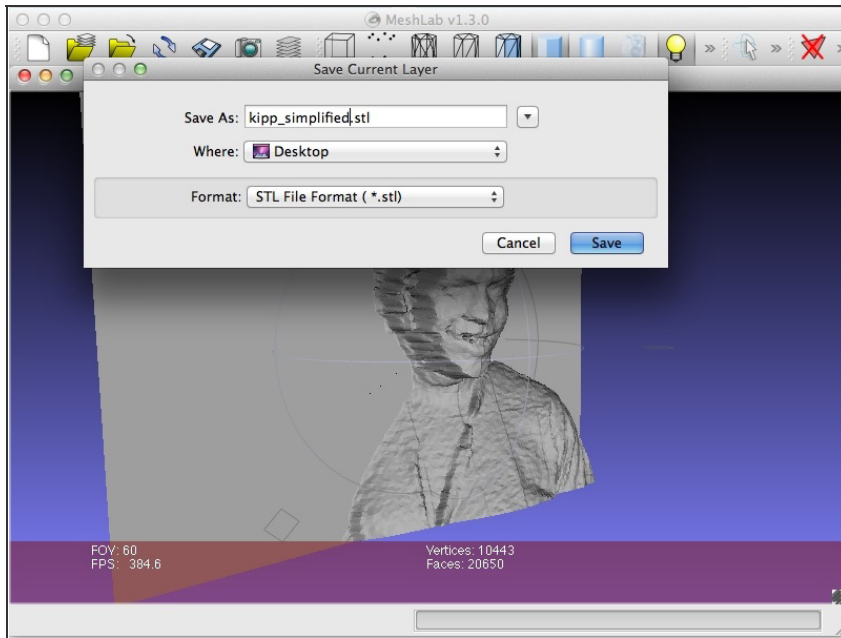 MeshLab v1.3.0
Save Current Layer
Save As: kipp_simplified.stl
Where: Desktop
Format: STL File Format ( *.stl)
Cancel Save
FOV: 60 Vertices: 10443
FPS: 384.6 Faces: 20650